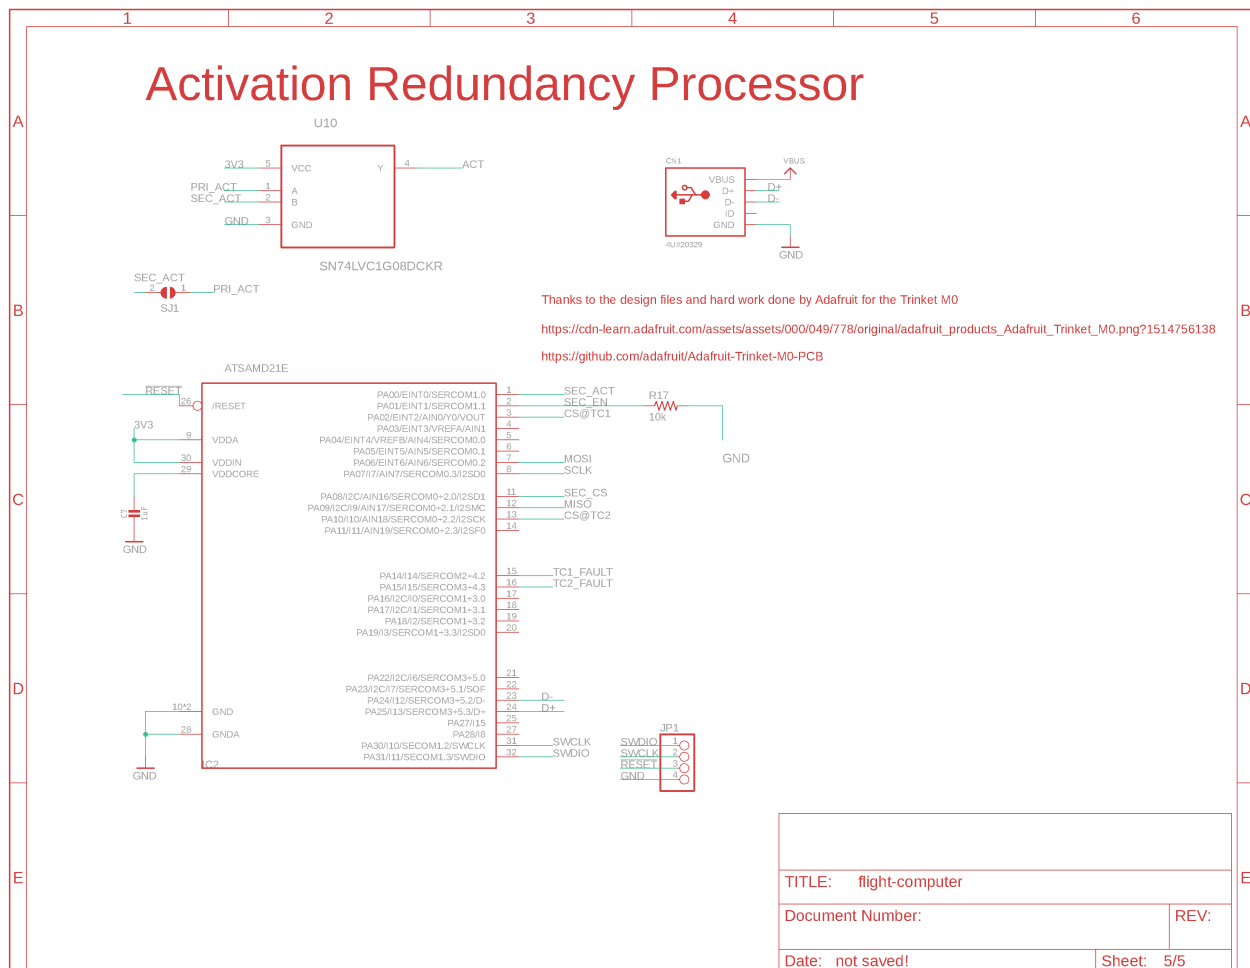 1 2 3 4 5 6
Activation Redundancy Processor
A A
U10
3V3 5 VCC Y 4 ACT
PRI_ACT 1 A
SEC_ACT 2 B
GND 3 GND
SN74LVC1G08DCKR
CN1 VBUS
VBUS
D+ D+
D- D-
ID
GND
4U#20329
GND
B B
SEC_ACT
2 1 PRI_ACT
SJ1
Thanks to the design files and hard work done by Adafruit for the Trinket M0
https://cdn-learn.adafruit.com/assets/assets/000/049/778/original/adafruit_products_Adafruit_Trinket_M0.png?1514756138
https://github.com/adafruit/Adafruit-Trinket-M0-PCB
ATSAMD21E
RESET 26 /RESET
3V3
9 VDDA
30 VDDIN
29 VDDCORE
C7 1uF
GND
10*2 GND
28 GNDA
GND
IC2
PA00/EINT0/SERCOM1.0 1 SEC_ACT
PA01/EINT1/SERCOM1.1 2 SEC_EN
PA02/EINT2/AIN0/Y0/VOUT 3 CS@TC1
PA03/EINT3/VREFA/AIN1 4
PA04/EINT4/VREFB/AIN4/SERCOM0.0 5
PA05/EINT5/AIN5/SERCOM0.1 6
PA06/EINT6/AIN6/SERCOM0.2 7 MOSI
PA07/I7/AIN7/SERCOM0.3/I2SD0 8 SCLK
PA08/I2C/AIN16/SERCOM0+2.0/I2SD1 11 SEC_CS
PA09/I2C/I9/AIN17/SERCOM0+2.1/I2SMC 12 MISO
PA10/I10/AIN18/SERCOM0+2.2/I2SCK 13 CS@TC2
PA11/I11/AIN19/SERCOM0+2.3/I2SF0 14
PA14/I14/SERCOM2+4.2 15 TC1_FAULT
PA15/I15/SERCOM3+4.3 16 TC2_FAULT
PA16/I2C/I0/SERCOM1+3.0 17
PA17/I2C/I1/SERCOM1+3.1 18
PA18/I2/SERCOM1+3.2 19
PA19/I3/SERCOM1+3.3/I2SD0 20
PA22/I2C/I6/SERCOM3+5.0 21
PA23/I2C/I7/SERCOM3+5.1/SOF 22
PA24/I12/SERCOM3+5.2/D- 23 D-
PA25/I13/SERCOM3+5.3/D+ 24 D+
PA27/I15 25
PA28/I8 27
PA30/I10/SECOM1.2/SWCLK 31 SWCLK
PA31/I11/SECOM1.3/SWDIO 32 SWDIO
R17
10k
GND
C C
D D
JP1
SWDIO 1
SWCLK 2
RESET 3
GND 4
E E
TITLE: flight-computer
Document Number: REV:
Date: not saved! Sheet: 5/5